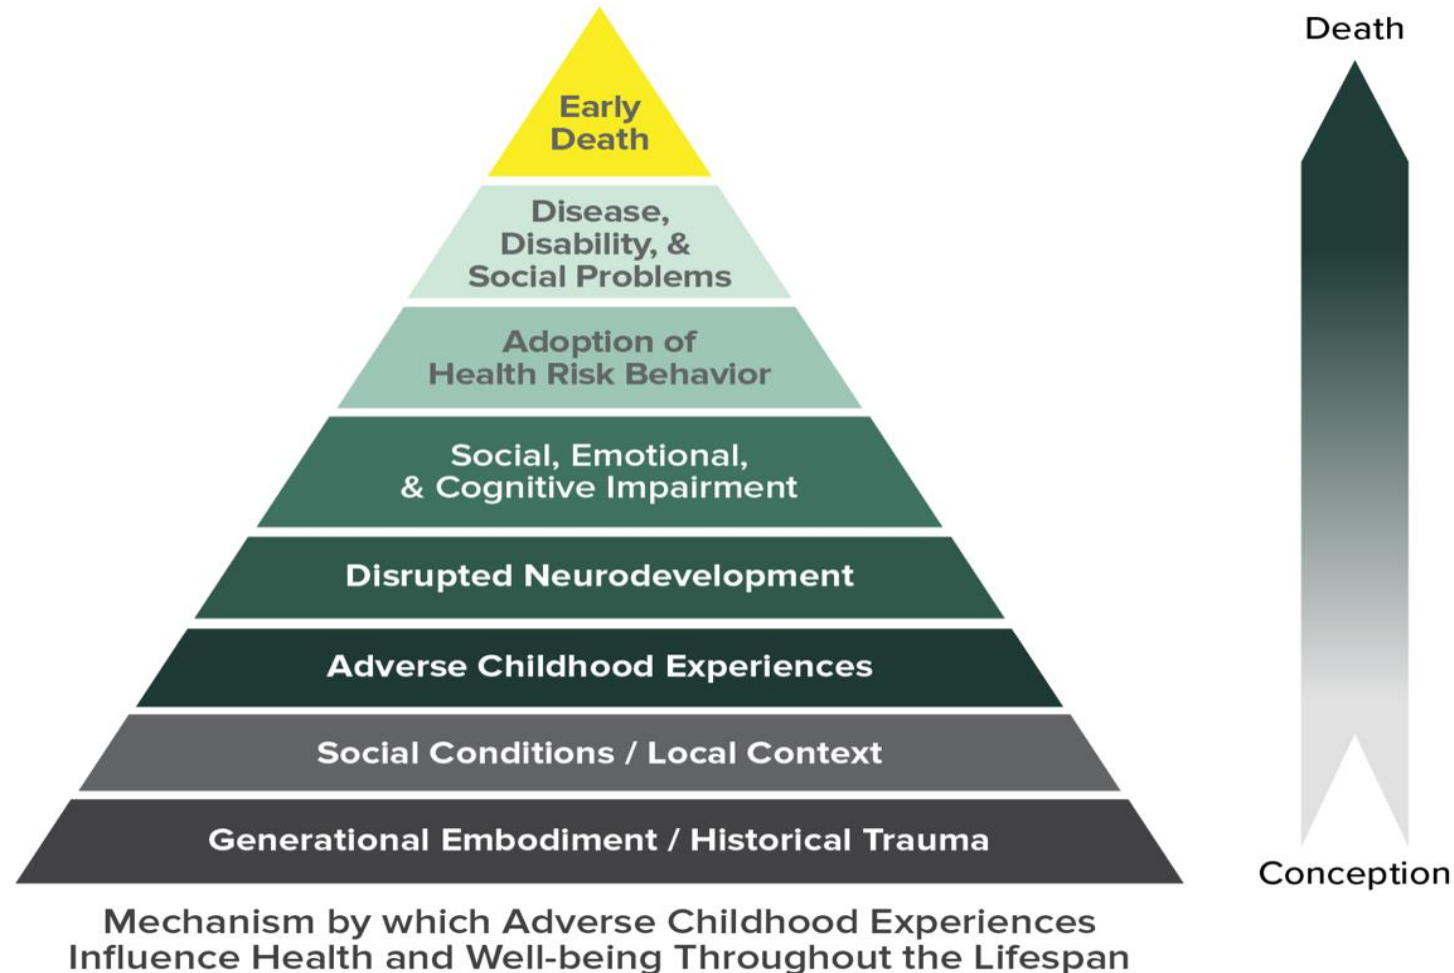 Death
Early
Death
Disease,
Disability, &
Social Problems
Adoption of
Health Risk Behavior
Social, Emotional,
& Cognitive Impairment
Disrupted Neurodevelopment
Adverse Childhood Experiences
Social Conditions / Local Context
Generational Embodiment / Historical Trauma
Conception
Mechanism by which Adverse Childhood Experiences
Influence Health and Well-being Throughout the Lifespan